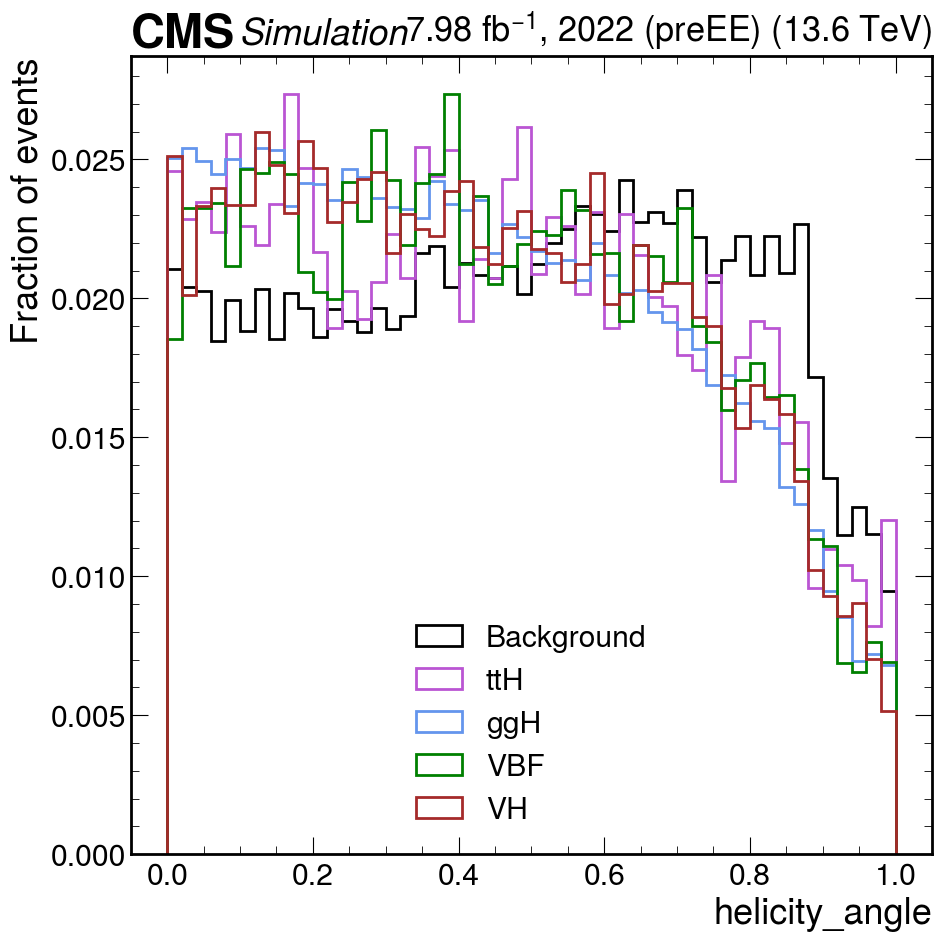 CMS Simulation 7.98 fb⁻¹, 2022 (preEE) (13.6 TeV)
Fraction of events
0.025
0.020
0.015
0.010
0.005
0.000
Background
ttH
ggH
VBF
VH
0.0 0.2 0.4 0.6 0.8 1.0
helicity_angle